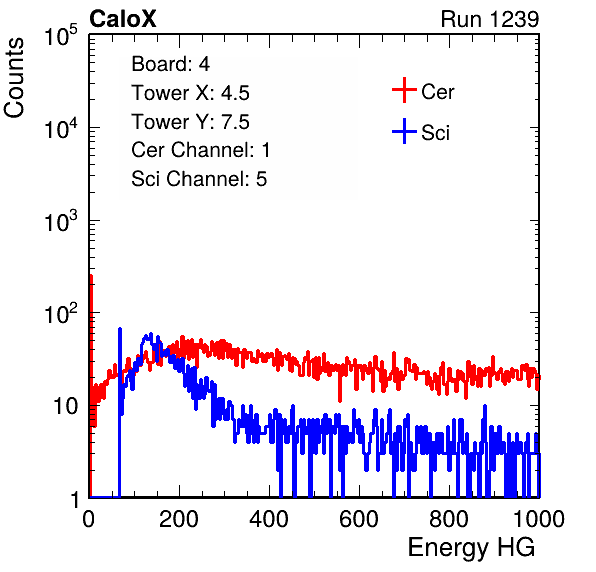 CaloX Run 1239
Counts
10^5
Board: 4
Tower X: 4.5
Tower Y: 7.5
Cer Channel: 1
Sci Channel: 5
Cer
Sci
10^4
10^3
10^2
10
1
0 200 400 600 800 1000
Energy HG